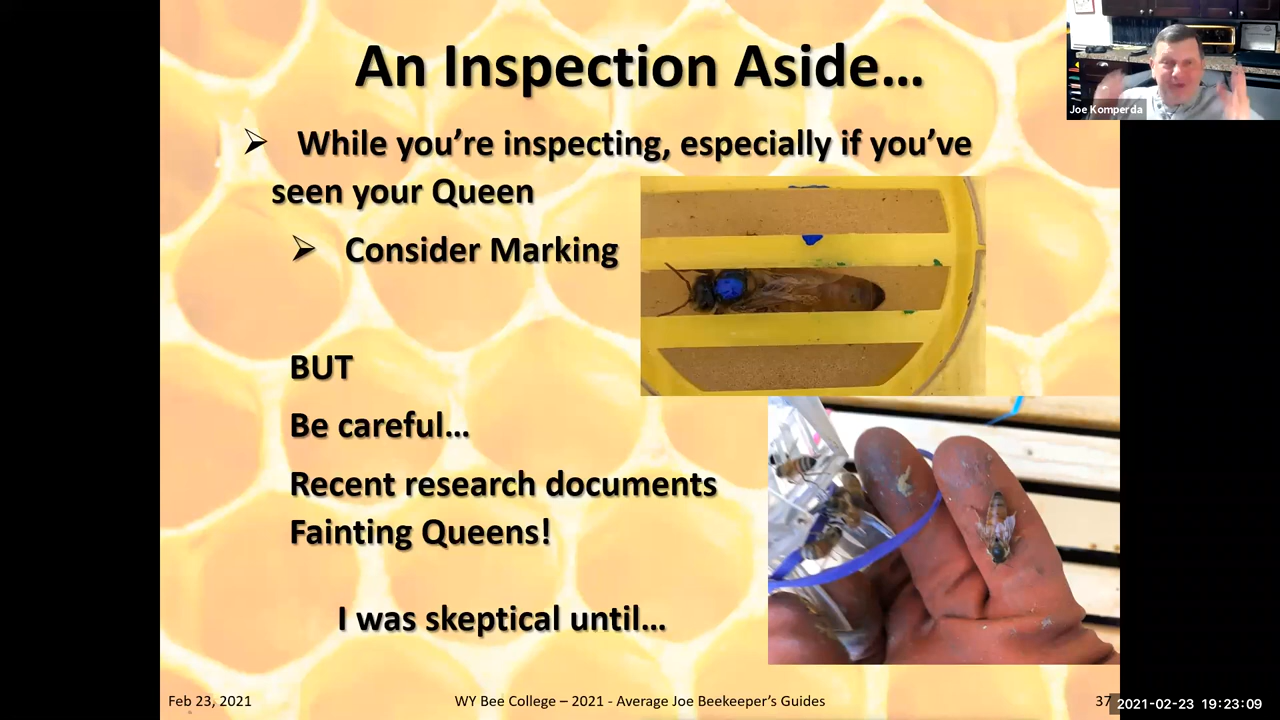 An Inspection Aside…
➢ While you’re inspecting, especially if you’ve
seen your Queen
➢ Consider Marking
BUT
Be careful…
Recent research documents
Fainting Queens!
I was skeptical until…
Feb 23, 2021
WY Bee College – 2021 - Average Joe Beekeeper’s Guides
37
Joe Komperda
2021-02-23 19:23:09